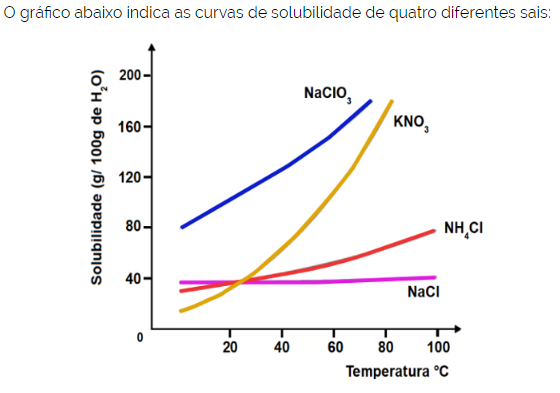 O gráfico abaixo indica as curvas de solubilidade de quatro diferentes sais:
Solubilidade (g/ 100g de H₂O)
200
160
120
80
40
0
NaClO₃
KNO₃
NH₄Cl
NaCl
20 40 60 80 100
Temperatura ºC